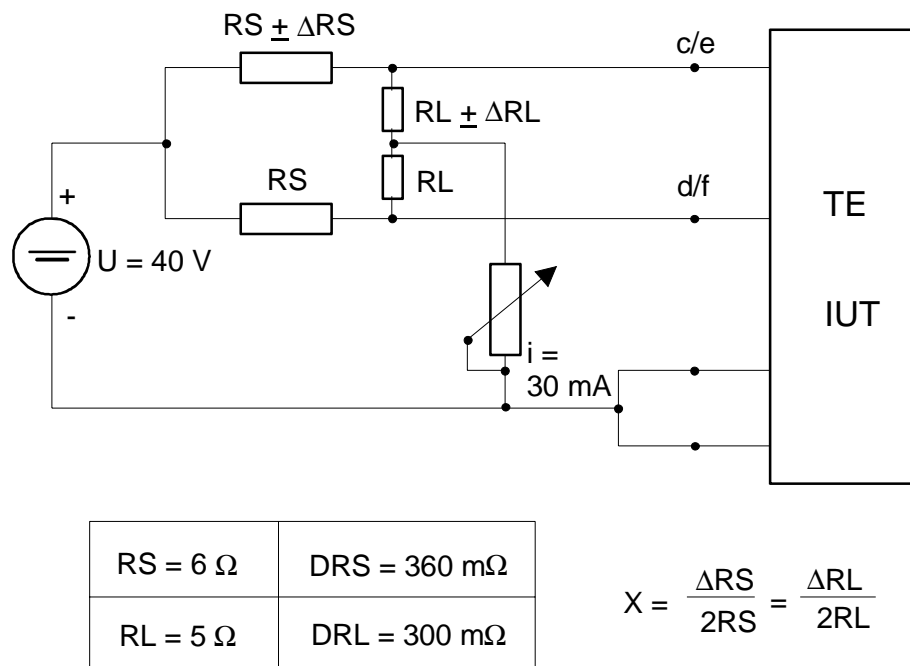 RS ± ΔRS
c/e
RL ± ΔRL
RS
RL
d/f
TE
+
U = 40 V
IUT
-
i =
30 mA
RS = 6 Ω
DRS = 360 mΩ
RL = 5 Ω
DRL = 300 mΩ
X = ΔRS/2RS = ΔRL/2RL